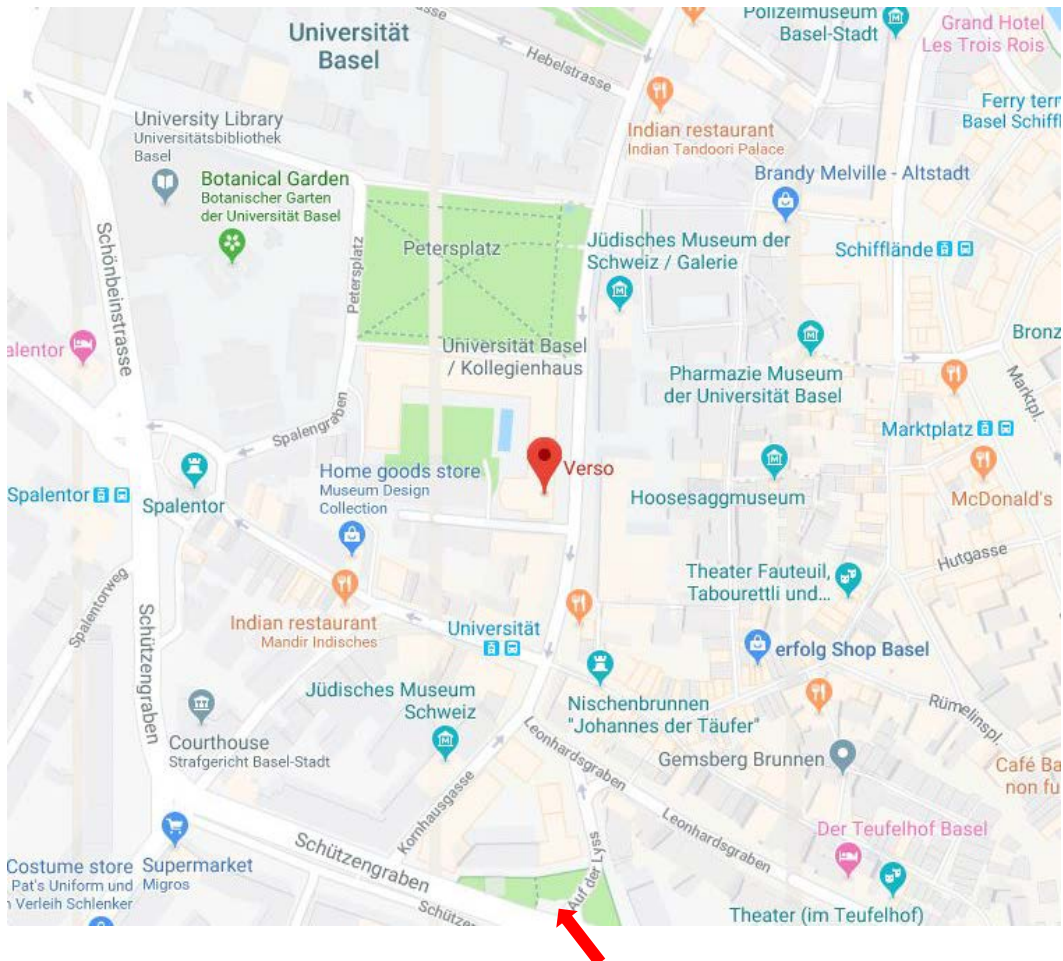 Polizeimuseum
Basel-Stadt
Grand Hotel
Les Trois Rois
Universität
Basel
Hebelstrasse
Ferry tern
Basel Schiffl
University Library
Universitätsbibliothek
Basel
Indian restaurant
Indian Tandoori Palace
Botanical Garden
Botanischer Garten
der Universität Basel
Brandy Melville - Altstadt
Petersplatz
Petersplatz
Jüdisches Museum der
Schweiz / Galerie
Schifflände
Schönbeinstrasse
alentor
Universität Basel
/ Kollegienhaus
Bronz
Pharmazie Museum
der Universität Basel
Marktpl.
Spalengraben
Marktplatz
Home goods store
Museum Design
Collection
Verso
Spalentor
Spalentor
Hoosesaggmuseum
McDonald's
Hutgasse
Theater Fauteuil,
Tabourettli und...
Spalentorweg
Schützengraben
Indian restaurant
Mandir Indisches
Universität
erfolg Shop Basel
Jüdisches Museum
Schweiz
Nischenbrunnen
"Johannes der Täufer"
Rümelinspl.
Courthouse
Strafgericht Basel-Stadt
Leonhardsgraben
Gemsberg Brunnen
Café Ba
non fu
Kornhausgasse
Leonhardsgraben
Der Teufelhof Basel
Costume store
Pat's Uniform und
n Verleih Schlenker
Supermarket
Migros
Schützengraben
Auf der Lyss
Schütze
Theater (im Teufelhof)